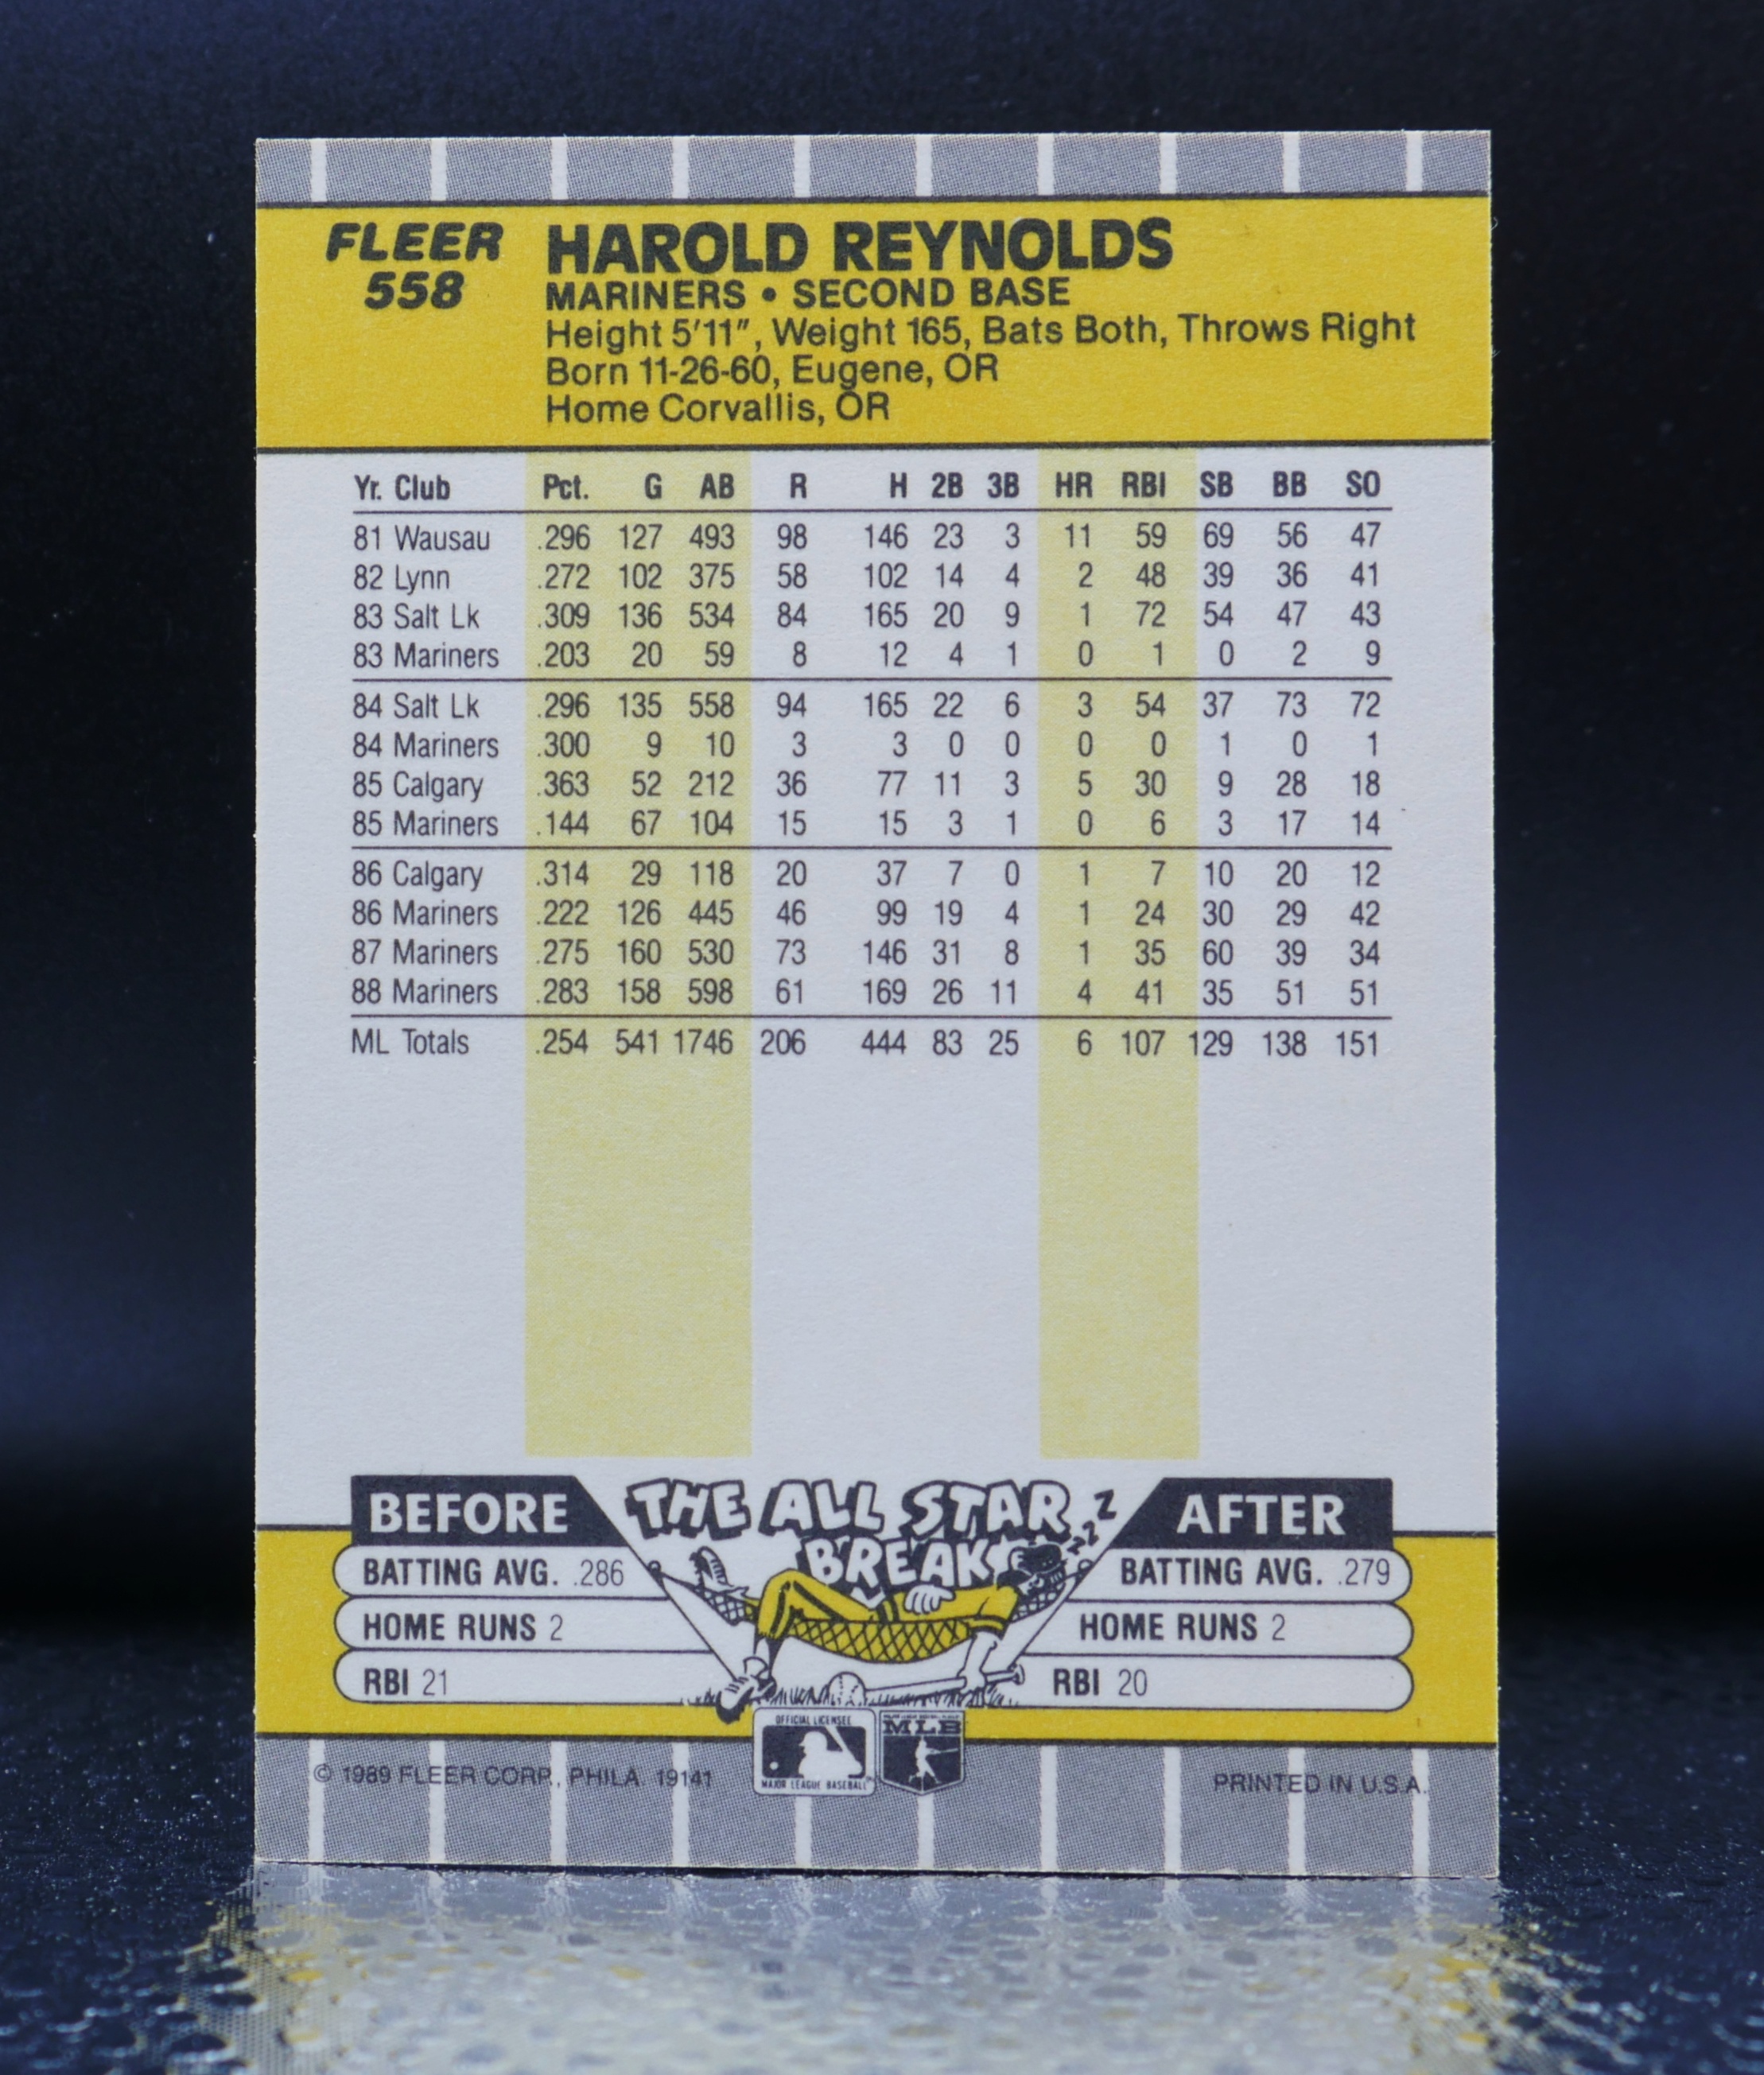 FLEER
558
HAROLD REYNOLDS
MARINERS • SECOND BASE
Height 5'11", Weight 165, Bats Both, Throws Right
Born 11-26-60, Eugene, OR
Home Corvallis, OR
Yr. Club Pct. G AB R H 2B 3B HR RBI SB BB SO
81 Wausau .296 127 493 98 146 23 3 11 59 69 56 47
82 Lynn .272 102 375 58 102 14 4 2 48 39 36 41
83 Salt Lk .309 136 534 84 165 20 9 1 72 54 47 43
83 Mariners .203 20 59 8 12 4 1 0 1 0 2 9
84 Salt Lk .296 135 558 94 165 22 6 3 54 37 73 72
84 Mariners .300 9 10 3 3 0 0 0 0 1 0 1
85 Calgary .363 52 212 36 77 11 3 5 30 9 28 18
85 Mariners .144 67 104 15 15 3 1 0 6 3 17 14
86 Calgary .314 29 118 20 37 7 0 1 7 10 20 12
86 Mariners .222 126 445 46 99 19 4 1 24 30 29 42
87 Mariners .275 160 530 73 146 31 8 1 35 60 39 34
88 Mariners .283 158 598 61 169 26 11 4 41 35 51 51
ML Totals .254 541 1746 206 444 83 25 6 107 129 138 151
BEFORE
THE ALL STAR
BREAK
Z Z Z Z
AFTER
BATTING AVG. .286
HOME RUNS 2
RBI 21
BATTING AVG. .279
HOME RUNS 2
RBI 20
OFFICIAL LICENSEE
MAJOR LEAGUE BASEBALL
MLB
© 1989 FLEER CORP., PHILA. 19141
PRINTED IN U.S.A.